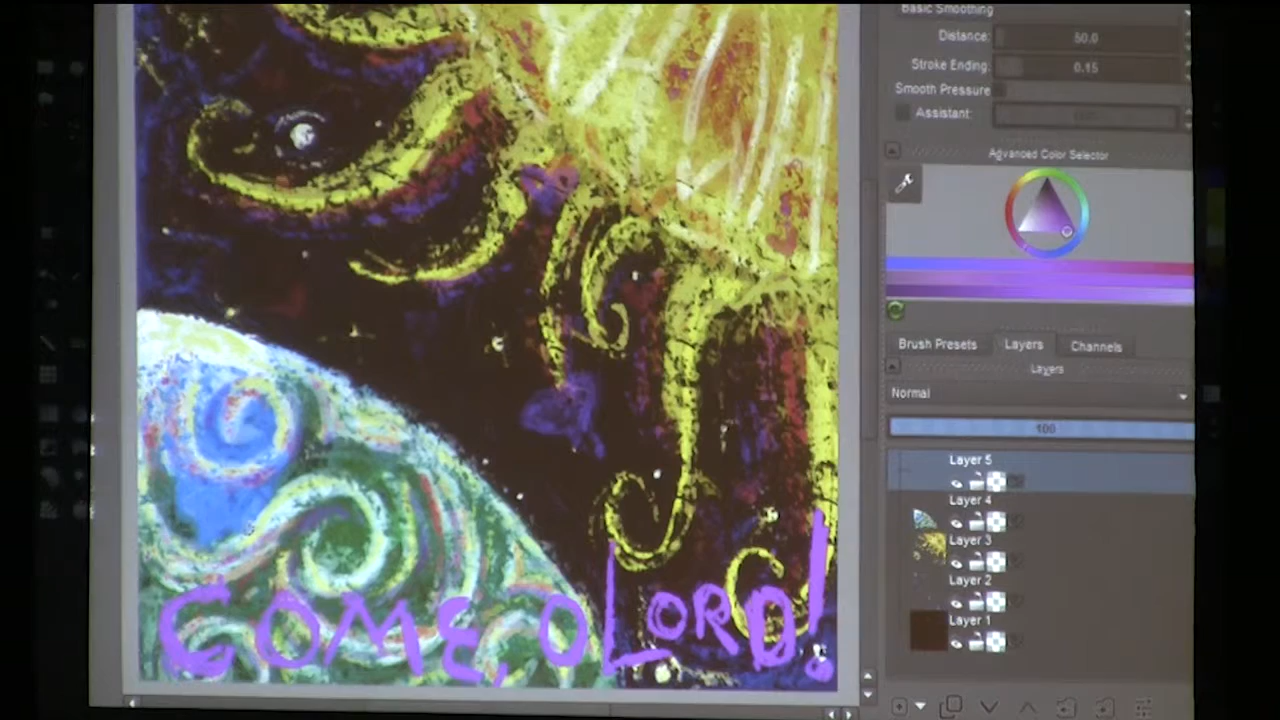 Basic Smoothing
Distance: 50.0
Stroke Ending: 0.15
Smooth Pressure
Assistant:
Advanced Color Selector
Brush Presets Layers Channels
Layers
Normal
100
Layer 5
Layer 4
Layer 3
Layer 2
Layer 1
COME, O LORD!